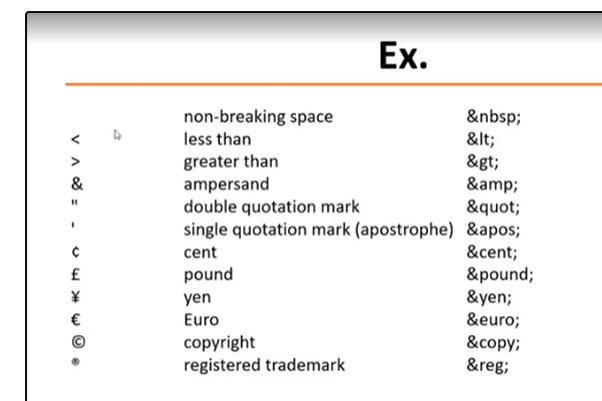 Ex.
non-breaking space &nbsp;
< less than &lt;
> greater than &gt;
& ampersand &amp;
" double quotation mark &quot;
' single quotation mark (apostrophe) &apos;
¢ cent &cent;
£ pound &pound;
¥ yen &yen;
€ Euro &euro;
© copyright &copy;
® registered trademark &reg;